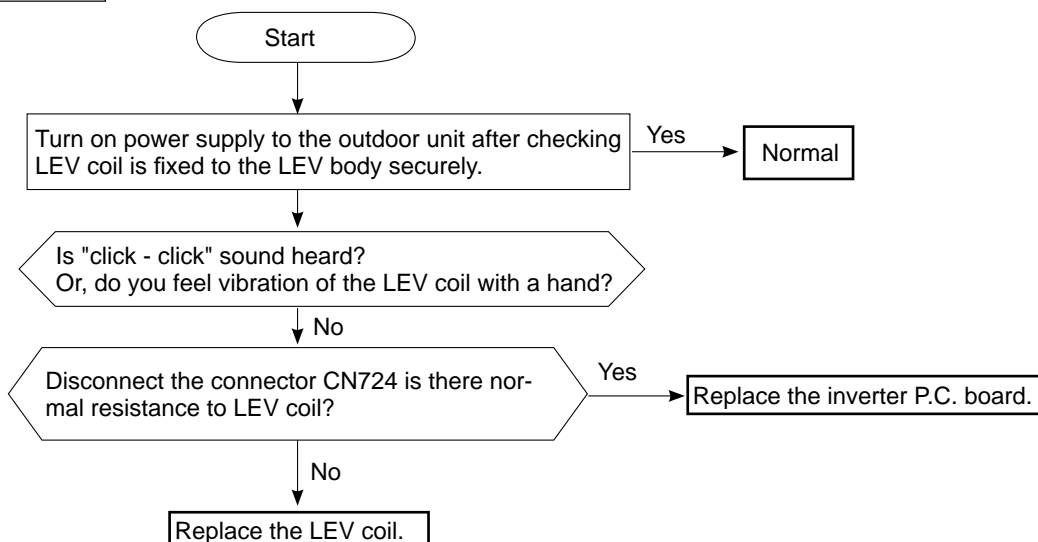 Start
Turn on power supply to the outdoor unit after checking
LEV coil is fixed to the LEV body securely.
Yes
Normal
Is "click - click" sound heard?
Or, do you feel vibration of the LEV coil with a hand?
No
Disconnect the connector CN724 is there nor-
mal resistance to LEV coil?
Yes
Replace the inverter P.C. board.
No
Replace the LEV coil.